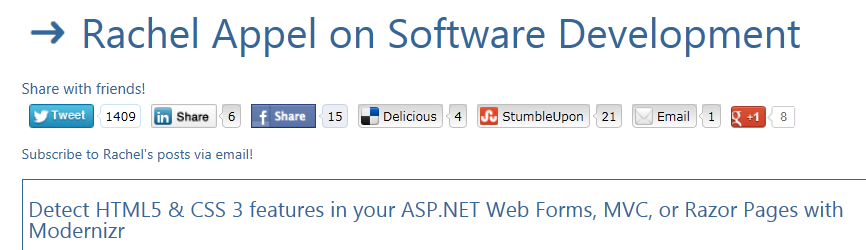 → Rachel Appel on Software Development
Share with friends!
Tweet 1409 in Share 6 f Share 15 Delicious 4 StumbleUpon 21 Email 1 g +1 8
Subscribe to Rachel's posts via email!
Detect HTML5 & CSS 3 features in your ASP.NET Web Forms, MVC, or Razor Pages with
Modernizr